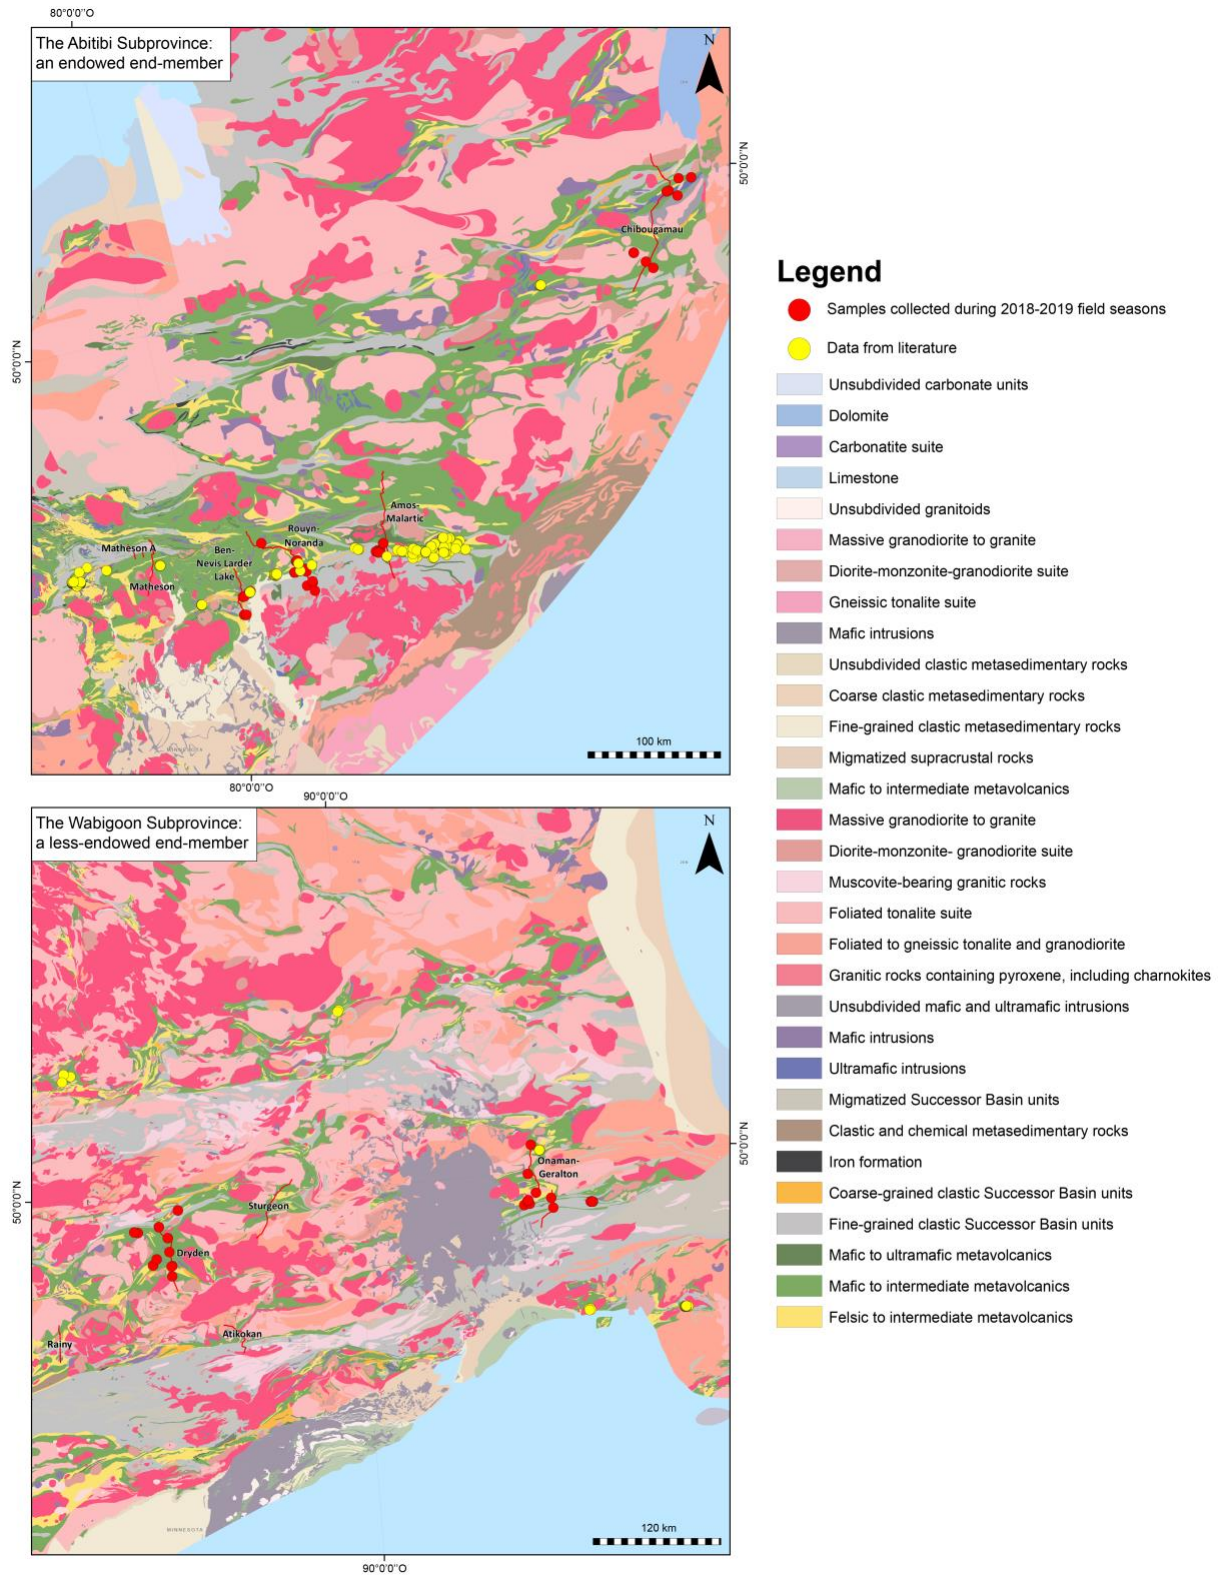 80°0'0"O
The Abitibi Subprovince:
an endowed end-member
N
50°0'0"N
Chibougamau
50°0'0"N
Amos-
Malartic
Rouyn-
Noranda
Matheson A
Ben-
Nevis Larder
Lake
Matheson
MINNESOTA
100 km
80°0'0"O
90°0'0"O
The Wabigoon Subprovince:
a less-endowed end-member
N
50°0'0"N
Onaman-
Geralton
50°0'0"N
Sturgeon
Dryden
Atikokan
Rainy
MINNESOTA
120 km
90°0'0"O
Legend
Samples collected during 2018-2019 field seasons
Data from literature
Unsubdivided carbonate units
Dolomite
Carbonatite suite
Limestone
Unsubdivided granitoids
Massive granodiorite to granite
Diorite-monzonite-granodiorite suite
Gneissic tonalite suite
Mafic intrusions
Unsubdivided clastic metasedimentary rocks
Coarse clastic metasedimentary rocks
Fine-grained clastic metasedimentary rocks
Migmatized supracrustal rocks
Mafic to intermediate metavolcanics
Massive granodiorite to granite
Diorite-monzonite- granodiorite suite
Muscovite-bearing granitic rocks
Foliated tonalite suite
Foliated to gneissic tonalite and granodiorite
Granitic rocks containing pyroxene, including charnokites
Unsubdivided mafic and ultramafic intrusions
Mafic intrusions
Ultramafic intrusions
Migmatized Successor Basin units
Clastic and chemical metasedimentary rocks
Iron formation
Coarse-grained clastic Successor Basin units
Fine-grained clastic Successor Basin units
Mafic to ultramafic metavolcanics
Mafic to intermediate metavolcanics
Felsic to intermediate metavolcanics